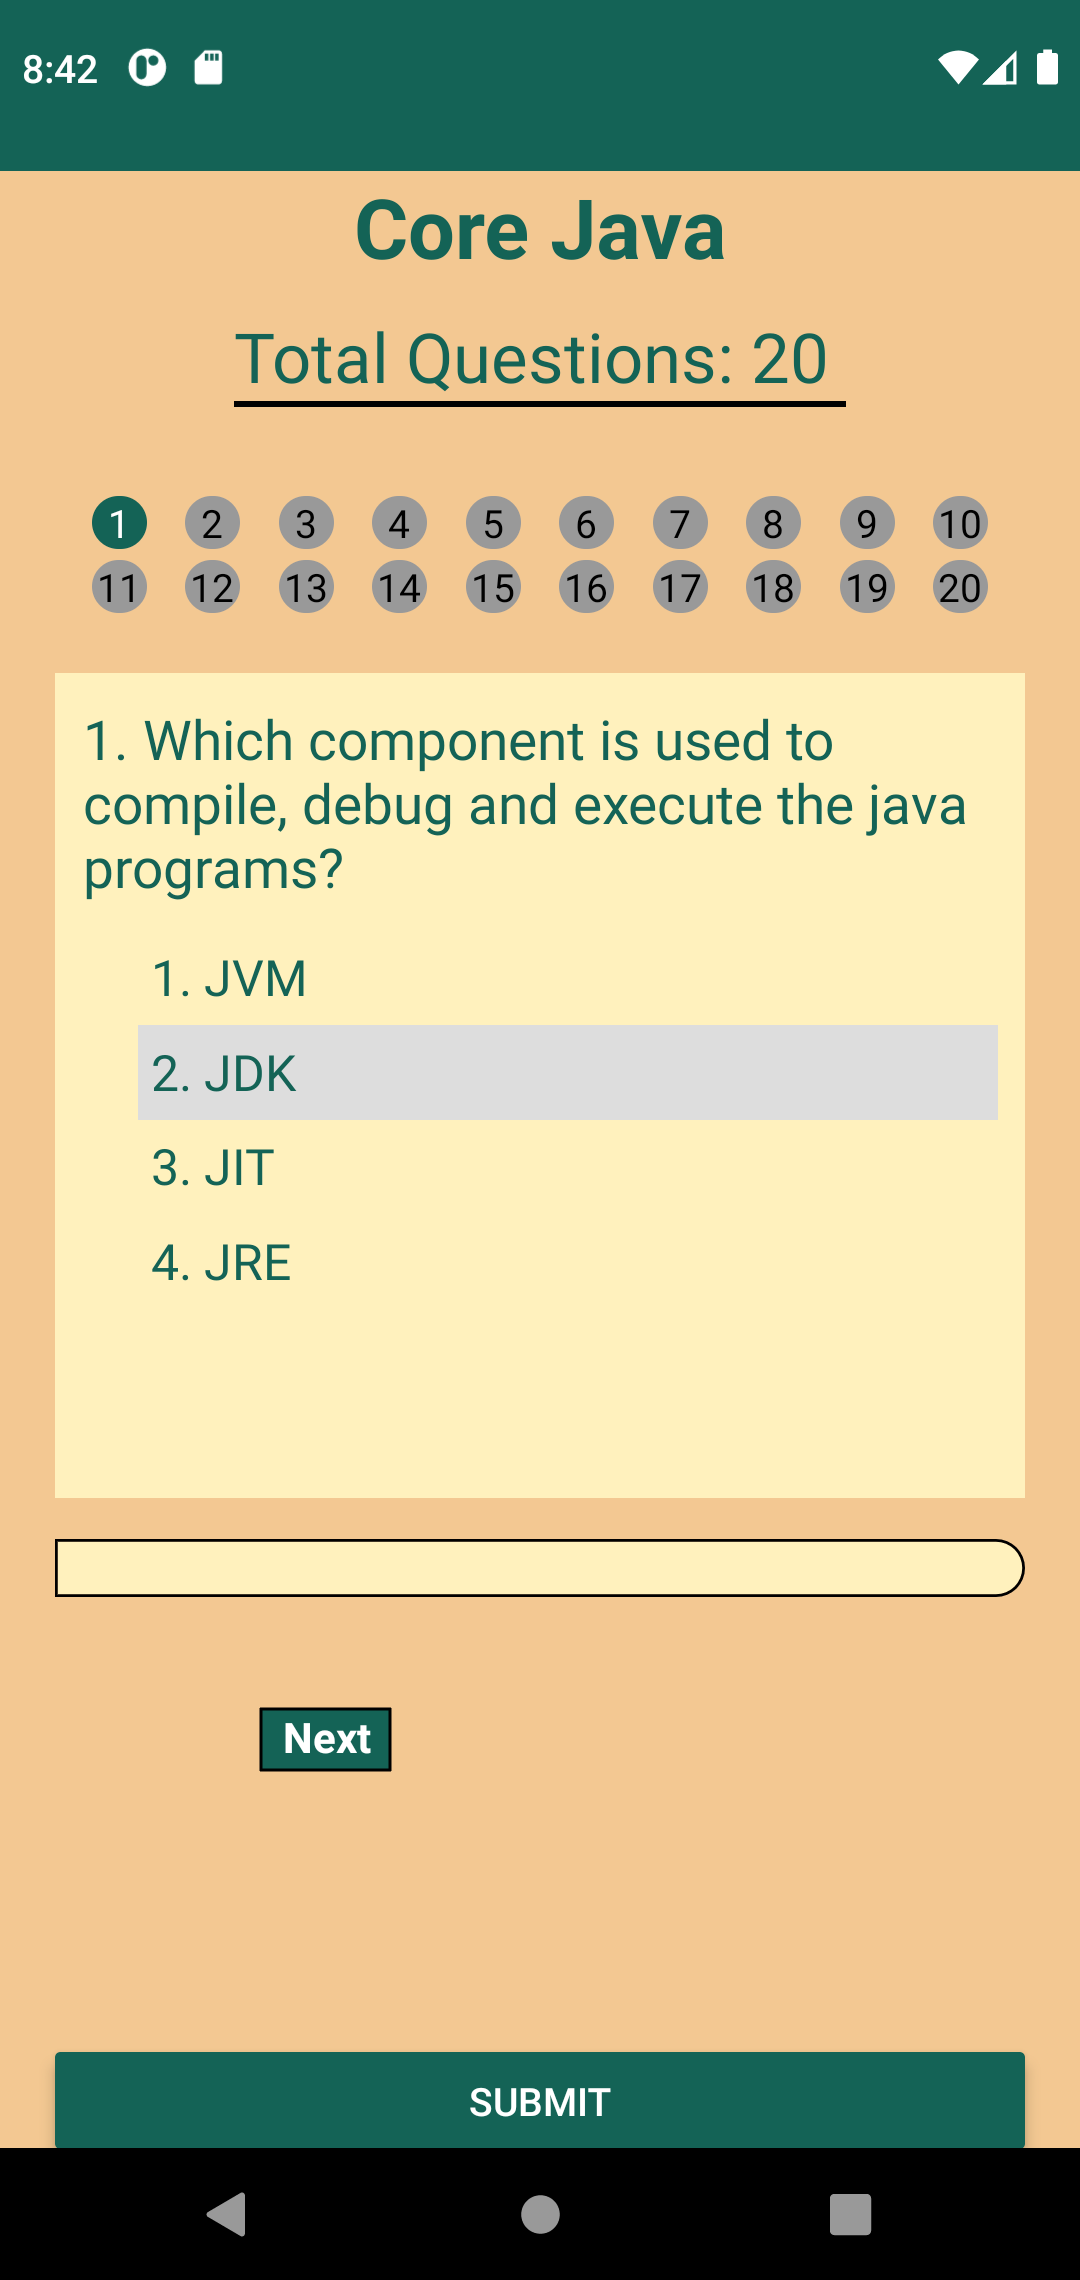 8:42
Core Java
Total Questions: 20
1 2 3 4 5 6 7 8 9 10
11 12 13 14 15 16 17 18 19 20
1. Which component is used to
compile, debug and execute the java
programs?
1. JVM
2. JDK
3. JIT
4. JRE
Next
SUBMIT